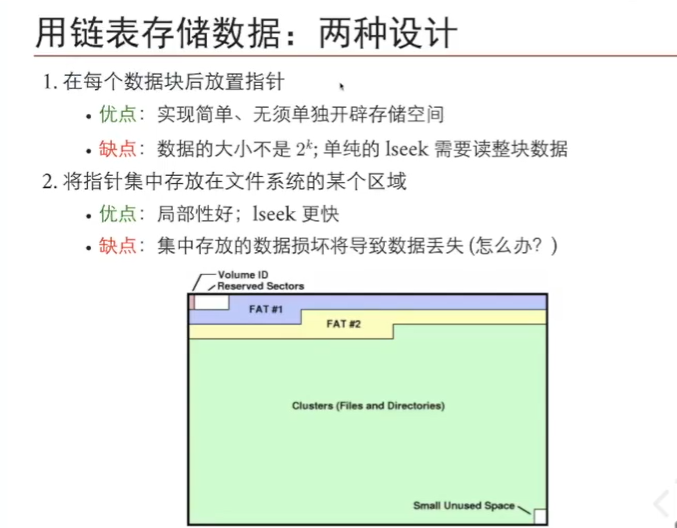 用链表存储数据：两种设计
1. 在每个数据块后放置指针
• 优点：实现简单、无须单独开辟存储空间
• 缺点：数据的大小不是 2ᵏ; 单纯的 lseek 需要读整块数据
2. 将指针集中存放在文件系统的某个区域
• 优点：局部性好；lseek 更快
• 缺点：集中存放的数据损坏将导致数据丢失 (怎么办？)
Volume ID
Reserved Sectors
FAT #1
FAT #2
Clusters (Files and Directories)
Small Unused Space